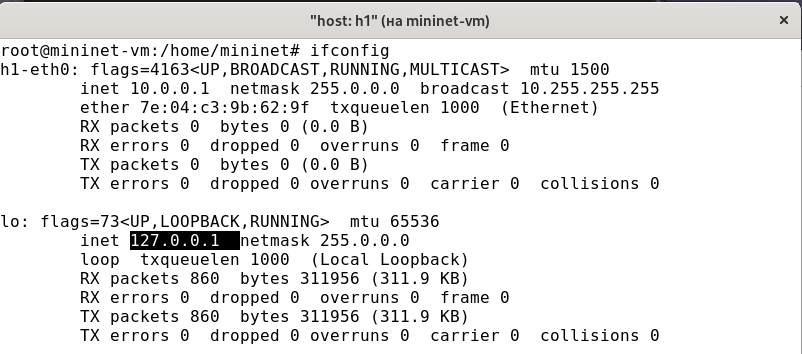 "host: h1" (на mininet-vm)
×
root@mininet-vm:/home/mininet# ifconfig
h1-eth0: flags=4163<UP,BROADCAST,RUNNING,MULTICAST>  mtu 1500
        inet 10.0.0.1  netmask 255.0.0.0  broadcast 10.255.255.255
        ether 7e:04:c3:9b:62:9f  txqueuelen 1000  (Ethernet)
        RX packets 0  bytes 0 (0.0 B)
        RX errors 0  dropped 0  overruns 0  frame 0
        TX packets 0  bytes 0 (0.0 B)
        TX errors 0  dropped 0 overruns 0  carrier 0  collisions 0

lo: flags=73<UP,LOOPBACK,RUNNING>  mtu 65536
        inet 127.0.0.1  netmask 255.0.0.0
        loop  txqueuelen 1000  (Local Loopback)
        RX packets 860  bytes 311956 (311.9 KB)
        RX errors 0  dropped 0  overruns 0  frame 0
        TX packets 860  bytes 311956 (311.9 KB)
        TX errors 0  dropped 0 overruns 0  carrier 0  collisions 0